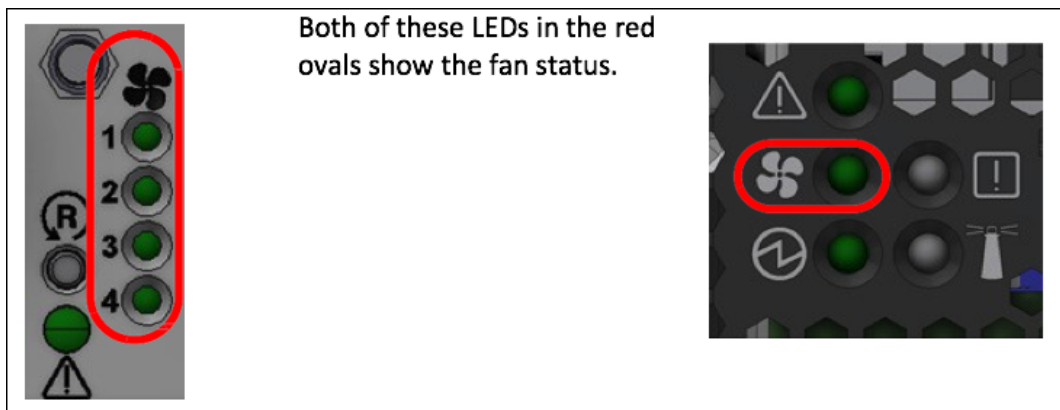 Both of these LEDs in the red
ovals show the fan status.
1
2
3
4
R